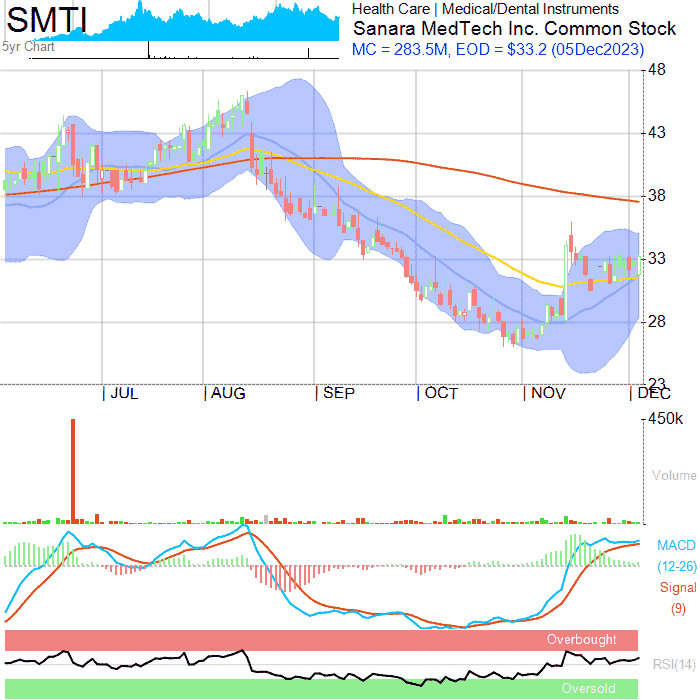 SMTI
5yr Chart
Health Care | Medical/Dental Instruments
Sanara MedTech Inc. Common Stock
MC = 283.5M, EOD = $33.2 (05Dec2023)
48
43
38
33
28
23
JUL
AUG
SEP
OCT
NOV
DEC
450k
Volume
MACD
(12-26)
Signal
(9)
Overbought
RSI(14)
Oversold